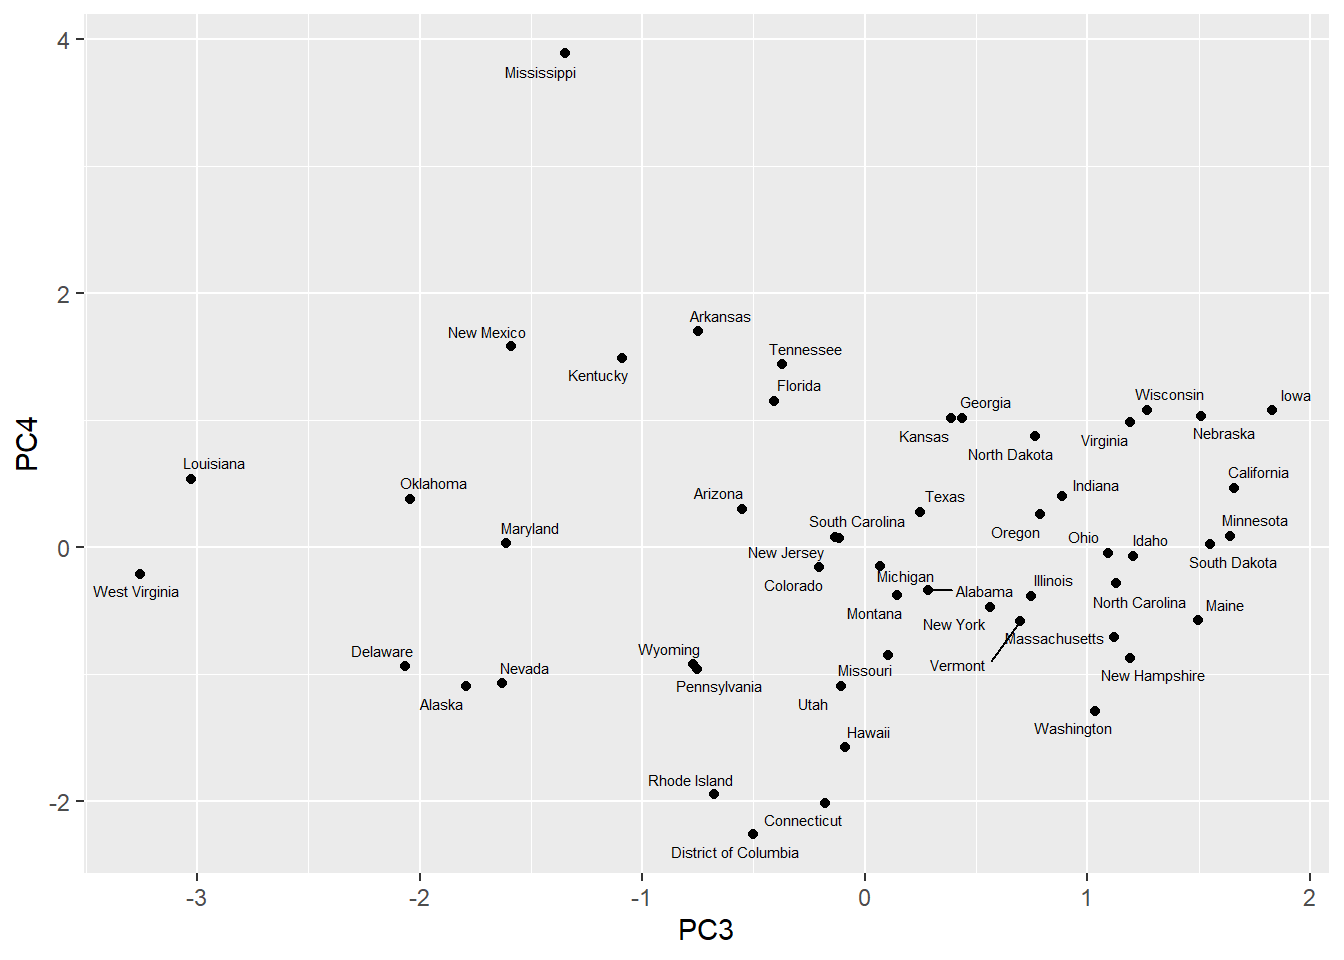 4
Mississippi
2
Arkansas
New Mexico
Tennessee
Kentucky
Florida
Wisconsin
Iowa
Georgia
Kansas
Virginia
Nebraska
North Dakota
PC4
Louisiana
California
Oklahoma
Indiana
Arizona
Texas
South Carolina
Minnesota
Maryland
Oregon
Ohio
Idaho
0
New Jersey
South Dakota
Michigan
Illinois
Colorado
West Virginia
Alabama
North Carolina
Maine
Montana
New York
Massachusetts
Wyoming
Delaware
Vermont
Nevada
Missouri
New Hampshire
Pennsylvania
Alaska
Utah
Washington
Hawaii
Rhode Island
-2
Connecticut
District of Columbia
-3
-2
-1
0
1
2
PC3